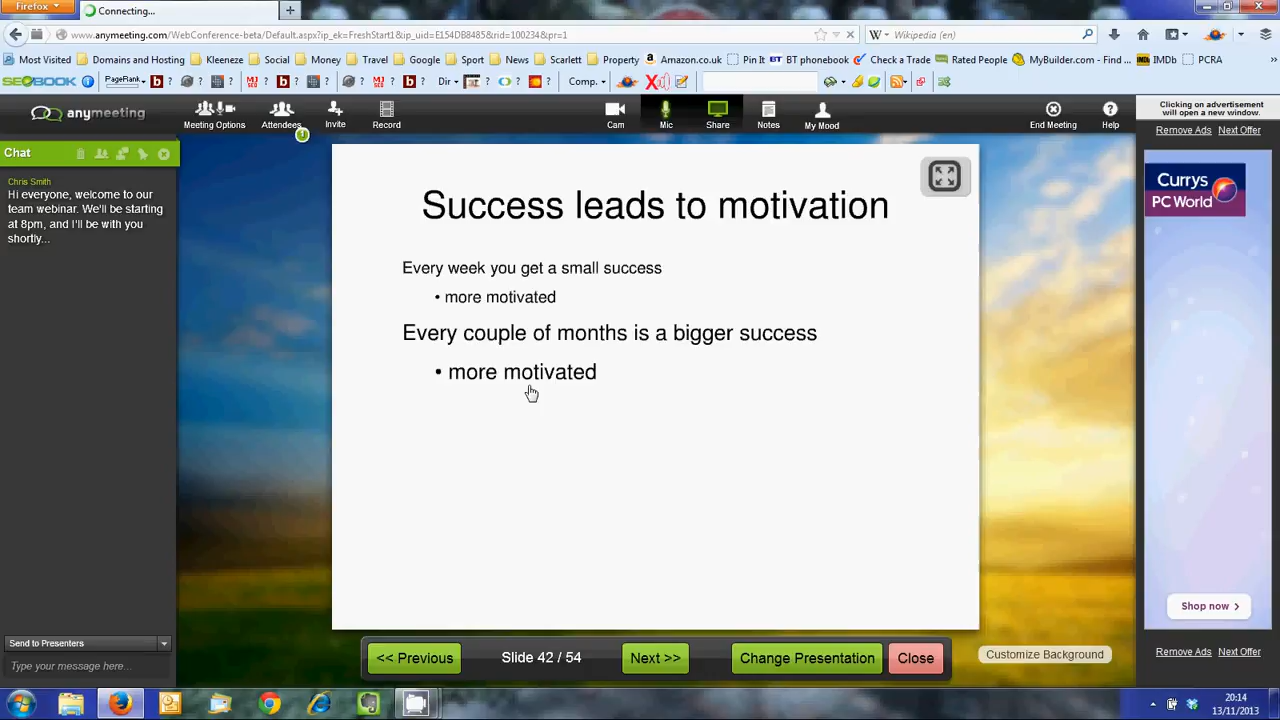 Firefox
Connecting...
www.anymeeting.com/WebConference-beta/Default.aspx?ip_ek=FreshStart1&ip_uid=E154DB8485&rid=100234&pr=1
Wikipedia (en)
Most Visited
Domains and Hosting
Kleeneze
Social
Money
Travel
Google
Sport
News
Scarlett
Property
Amazon.co.uk
Pin It
BT phonebook
Check a Trade
Rated People
MyBuilder.com - Find ...
IMDb
PCRA
SEOBOOK
PageRank
Dir
Comp.
anymeeting
Meeting Options
Attendees
1
Invite
Record
Cam
Mic
Share
Notes
My Mood
End Meeting
Help
Clicking on advertisement
will open a new window.
Remove Ads
Next Offer
Chat
Chris Smith
Hi everyone, welcome to our
team webinar. We'll be starting
at 8pm, and I'll be with you
shortly...
Success leads to motivation
Every week you get a small success
• more motivated
Every couple of months is a bigger success
• more motivated
Currys
PC World
Shop now >
Send to Presenters
Type your message here...
<< Previous
Slide 42 / 54
Next >>
Change Presentation
Close
Customize Background
Remove Ads
Next Offer
20:14
13/11/2013